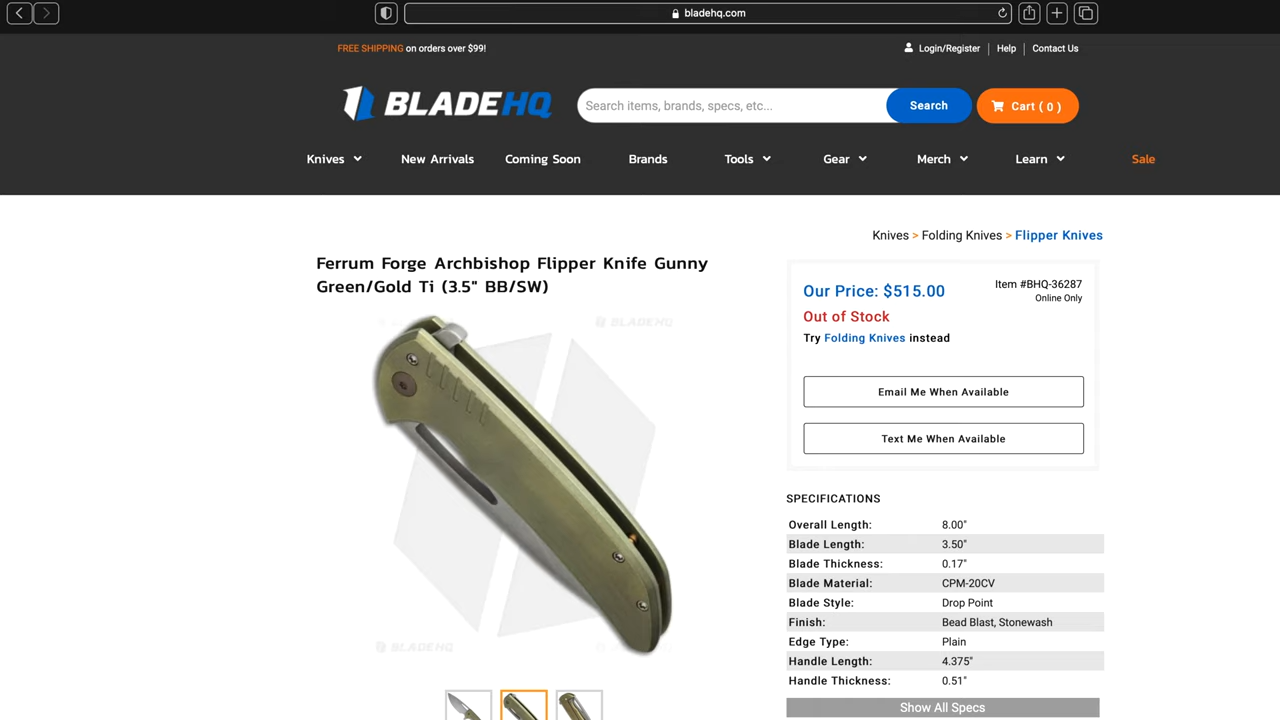 bladehq.com
FREE SHIPPING on orders over $99!
Login/Register
Help
Contact Us
BLADEHQ
Search items, brands, specs, etc...
Search
Cart ( 0 )
Knives
New Arrivals
Coming Soon
Brands
Tools
Gear
Merch
Learn
Sale
Knives > Folding Knives > Flipper Knives
Ferrum Forge Archbishop Flipper Knife Gunny
Green/Gold Ti (3.5" BB/SW)
BLADEHQ
BLADEHQ
BLADEHQ
Our Price: $515.00
Item #BHQ-36287
Online Only
Out of Stock
Try Folding Knives instead
Email Me When Available
Text Me When Available
SPECIFICATIONS
Overall Length: 8.00"
Blade Length: 3.50"
Blade Thickness: 0.17"
Blade Material: CPM-20CV
Blade Style: Drop Point
Finish: Bead Blast, Stonewash
Edge Type: Plain
Handle Length: 4.375"
Handle Thickness: 0.51"
Show All Specs